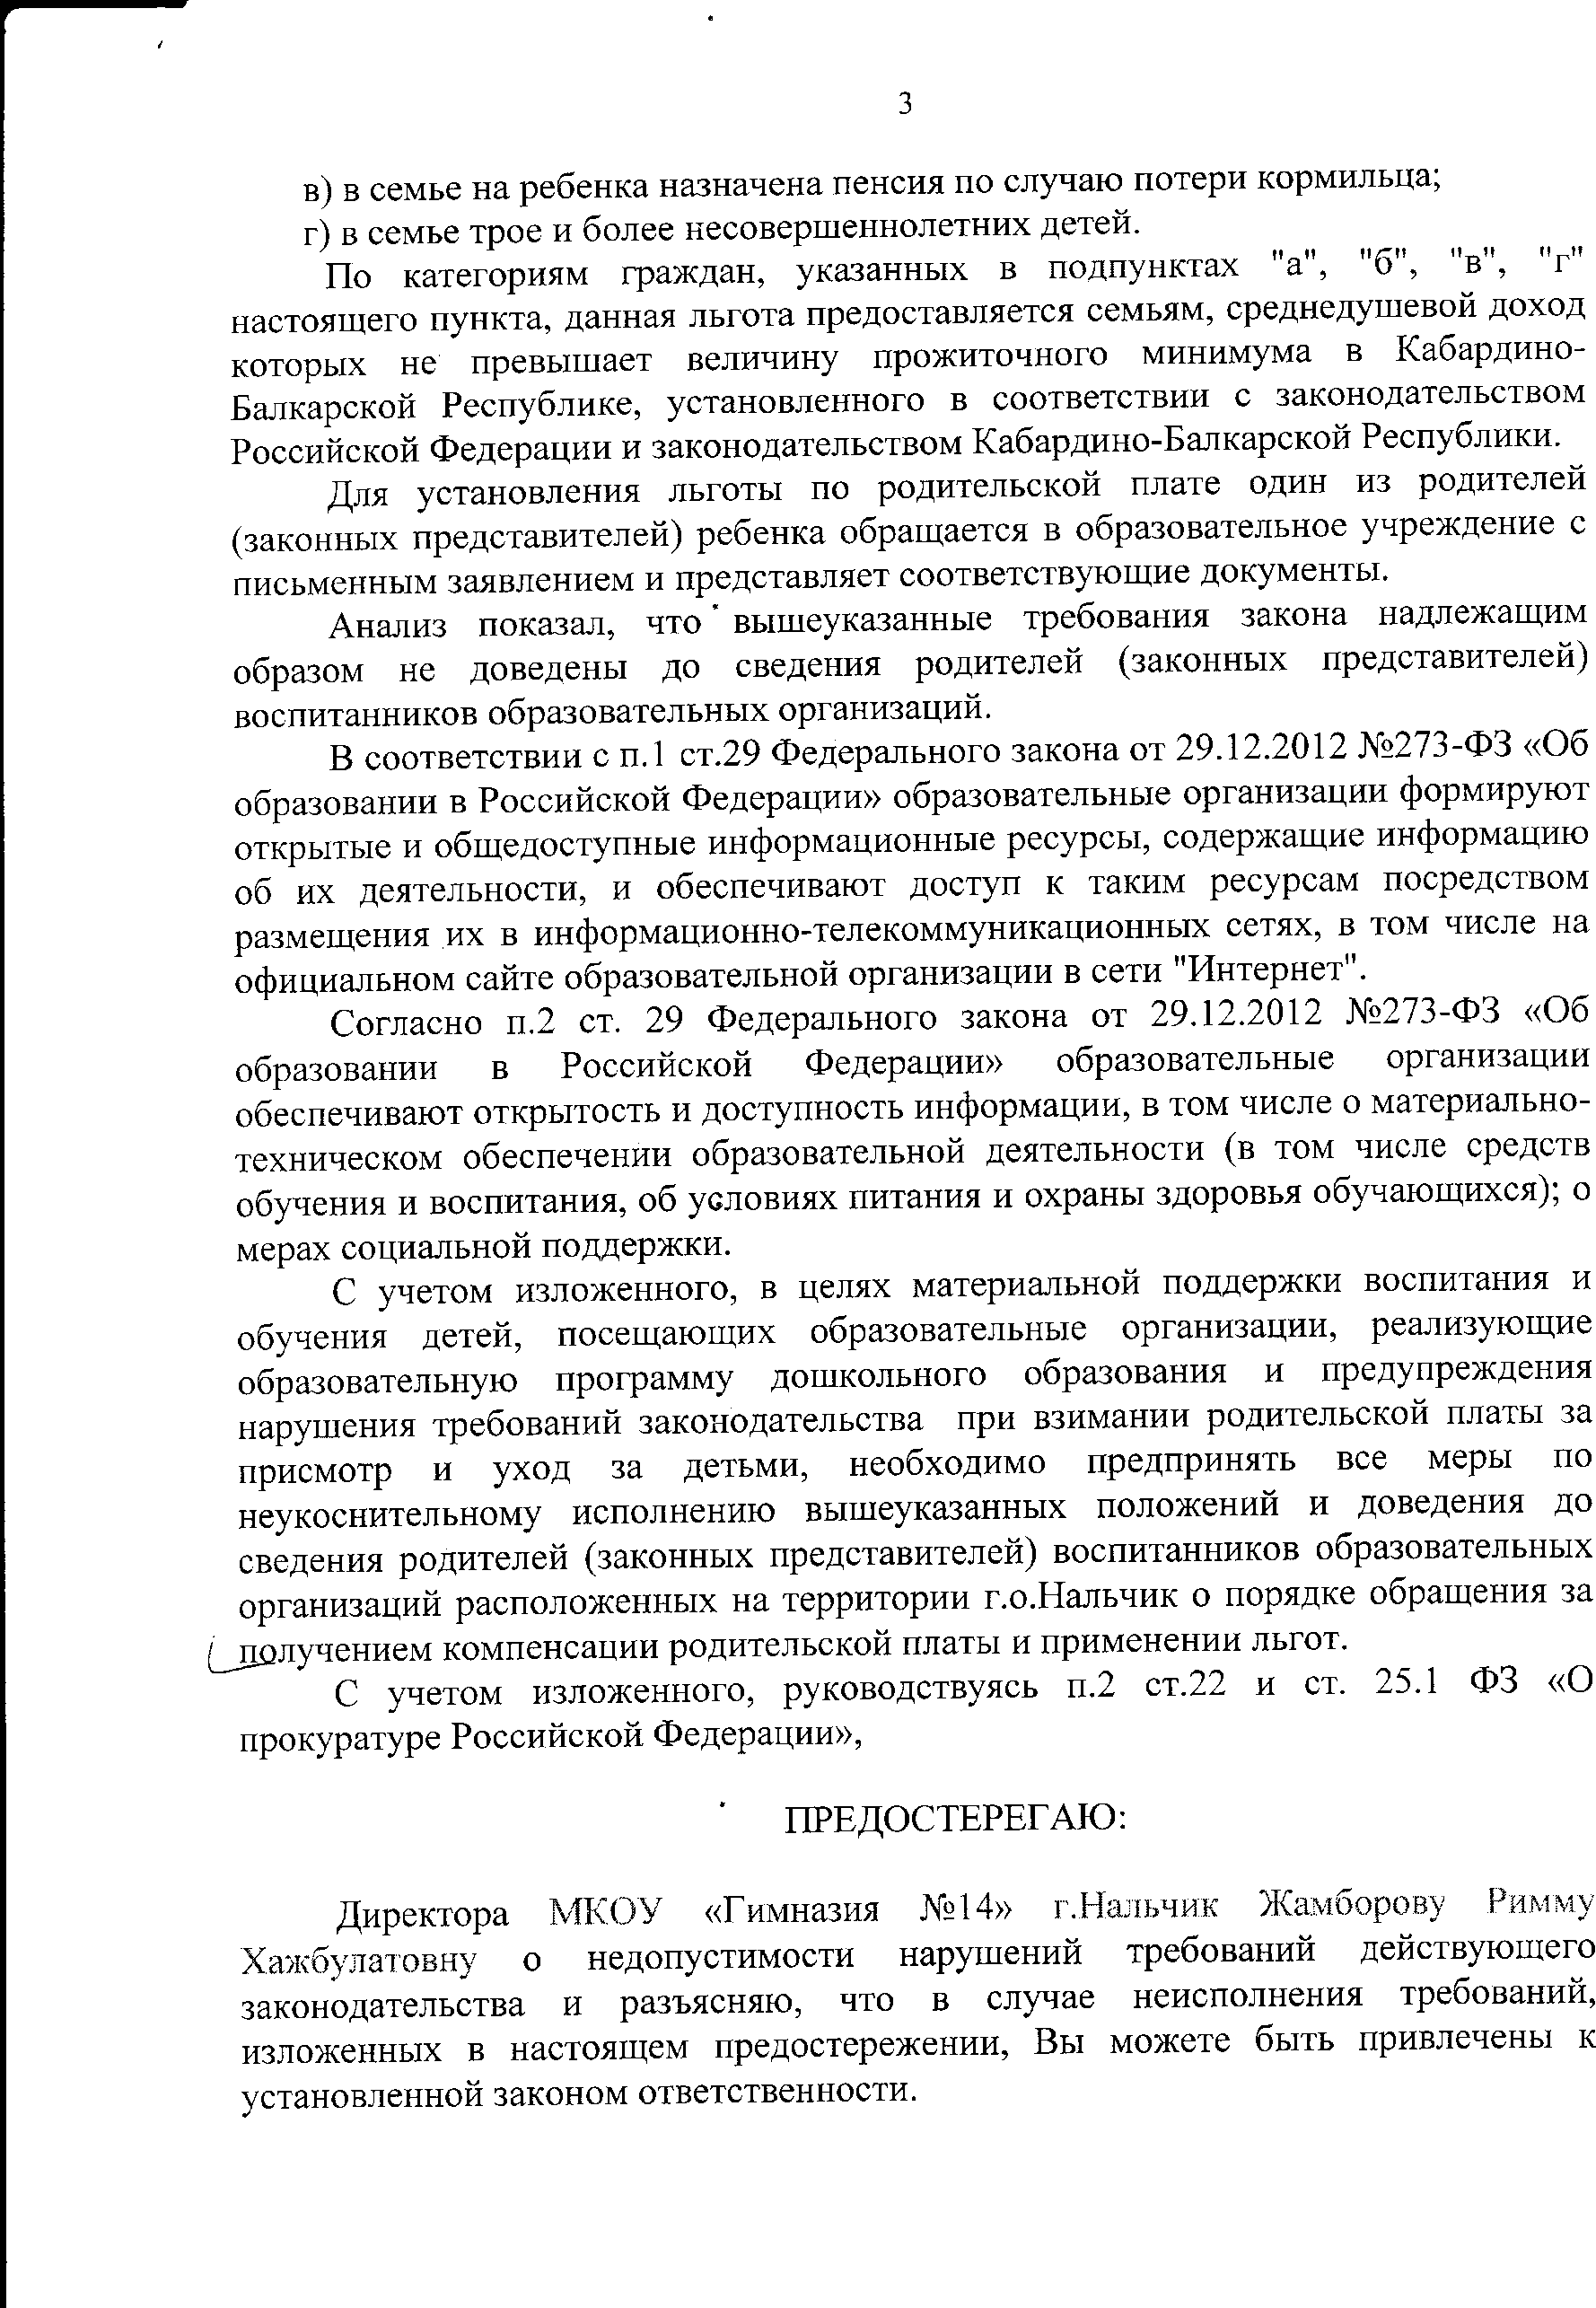 3
в) в семье на ребенка назначена пенсия по случаю потери кормильца;
г) в семье трое и более несовершеннолетних детей.
По категориям граждан, указанных в подпунктах "а", "б", "в", "г"
настоящего пункта, данная льгота предоставляется семьям, среднедушевой доход
которых не превышает величину прожиточного минимума в Кабардино-
Балкарской Республике, установленного в соответствии с законодательством
Российской Федерации и законодательством Кабардино-Балкарской Республики.
Для установления льготы по родительской плате один из родителей
(законных представителей) ребенка обращается в образовательное учреждение с
письменным заявлением и представляет соответствующие документы.
Анализ показал, что вышеуказанные требования закона надлежащим
образом не доведены до сведения родителей (законных представителей)
воспитанников образовательных организаций.
В соответствии с п.1 ст.29 Федерального закона от 29.12.2012 №273-ФЗ «Об
образовании в Российской Федерации» образовательные организации формируют
открытые и общедоступные информационные ресурсы, содержащие информацию
об их деятельности, и обеспечивают доступ к таким ресурсам посредством
размещения их в информационно-телекоммуникационных сетях, в том числе на
официальном сайте образовательной организации в сети "Интернет".
Согласно п.2 ст. 29 Федерального закона от 29.12.2012 №273-ФЗ «Об
образовании в Российской Федерации» образовательные организации
обеспечивают открытость и доступность информации, в том числе о материально-
техническом обеспечении образовательной деятельности (в том числе средств
обучения и воспитания, об условиях питания и охраны здоровья обучающихся); о
мерах социальной поддержки.
С учетом изложенного, в целях материальной поддержки воспитания и
обучения детей, посещающих образовательные организации, реализующие
образовательную программу дошкольного образования и предупреждения
нарушения требований законодательства при взимании родительской платы за
присмотр и уход за детьми, необходимо предпринять все меры по
неукоснительному исполнению вышеуказанных положений и доведения до
сведения родителей (законных представителей) воспитанников образовательных
организаций расположенных на территории г.о.Нальчик о порядке обращения за
получением компенсации родительской платы и применении льгот.
С учетом изложенного, руководствуясь п.2 ст.22 и ст. 25.1 ФЗ «О
прокуратуре Российской Федерации»,
ПРЕДОСТЕРЕГАЮ:
Директора МКОУ «Гимназия №14» г.Нальчик Жамборову Римму
Хажбулатовну о недопустимости нарушений требований действующего
законодательства и разъясняю, что в случае неисполнения требований,
изложенных в настоящем предостережении, Вы можете быть привлечены к
установленной законом ответственности.